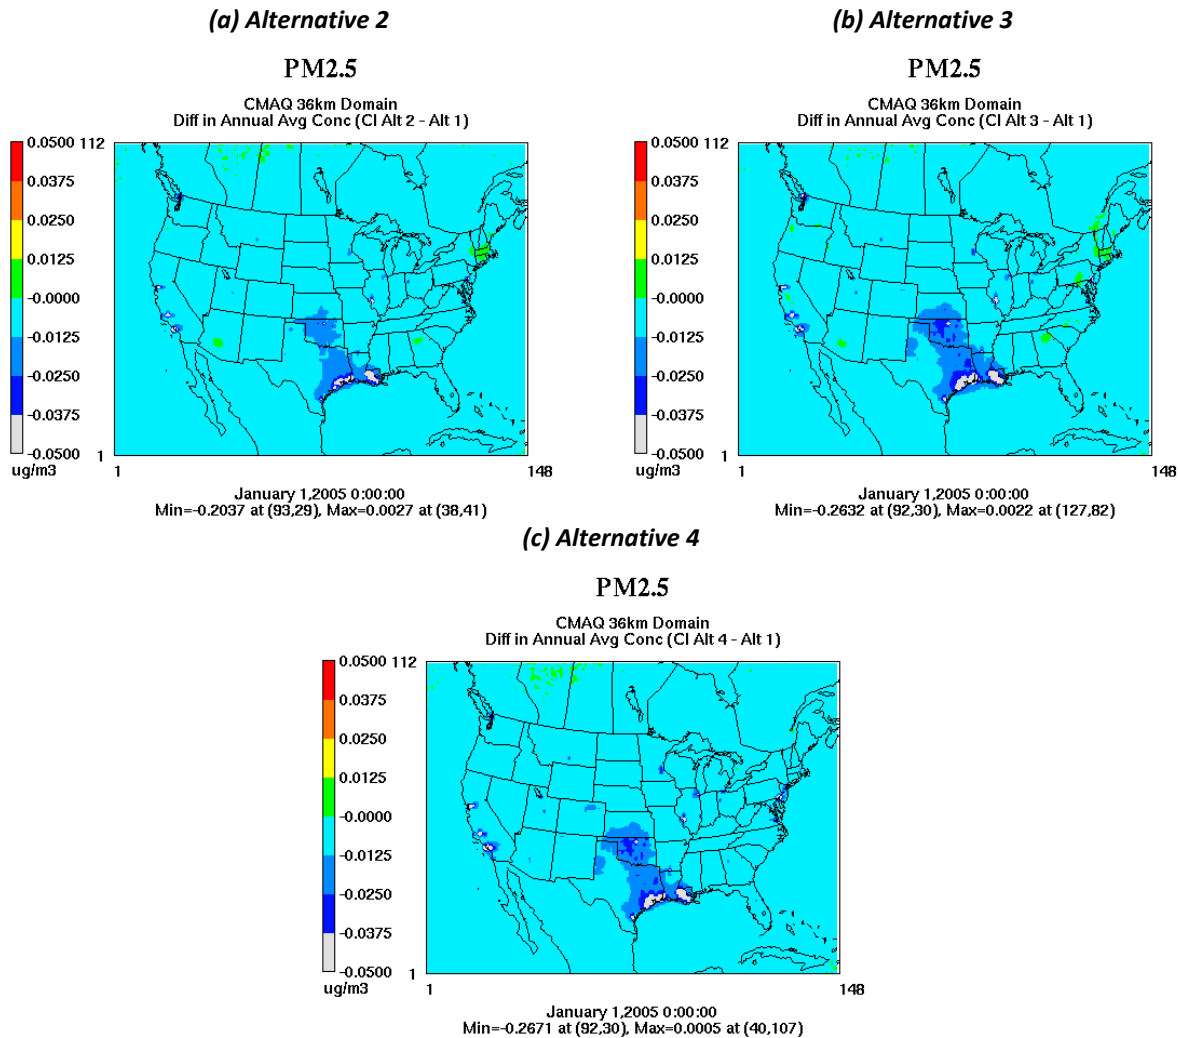 (a) Alternative 2
PM2.5
CMAQ 36km Domain
Diff in Annual Avg Conc (CI Alt 2 - Alt 1)
0.0500
0.0375
0.0250
0.0125
-0.0000
-0.0125
-0.0250
-0.0375
-0.0500
ug/m3
112
1
1
148
January 1,2005 0:00:00
Min=-0.2037 at (93,29), Max=0.0027 at (38,41)
(b) Alternative 3
PM2.5
CMAQ 36km Domain
Diff in Annual Avg Conc (CI Alt 3 - Alt 1)
0.0500
0.0375
0.0250
0.0125
-0.0000
-0.0125
-0.0250
-0.0375
-0.0500
ug/m3
112
1
1
148
January 1,2005 0:00:00
Min=-0.2632 at (92,30), Max=0.0022 at (127,82)
(c) Alternative 4
PM2.5
CMAQ 36km Domain
Diff in Annual Avg Conc (CI Alt 4 - Alt 1)
0.0500
0.0375
0.0250
0.0125
-0.0000
-0.0125
-0.0250
-0.0375
-0.0500
ug/m3
112
1
1
148
January 1,2005 0:00:00
Min=-0.2671 at (92,30), Max=0.0005 at (40,107)